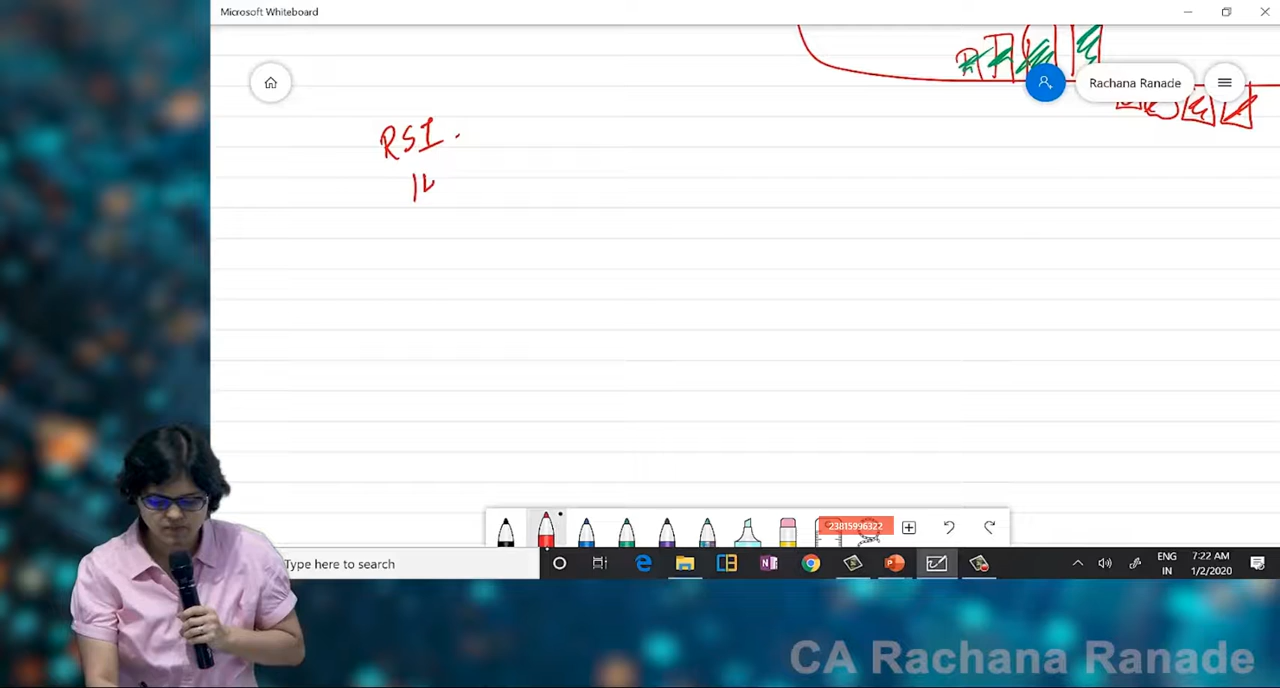 Microsoft Whiteboard
Rachana Ranade
RSI.
23815996322
Type here to search
ENG
IN
7:22 AM
1/2/2020
CA Rachana Ranade